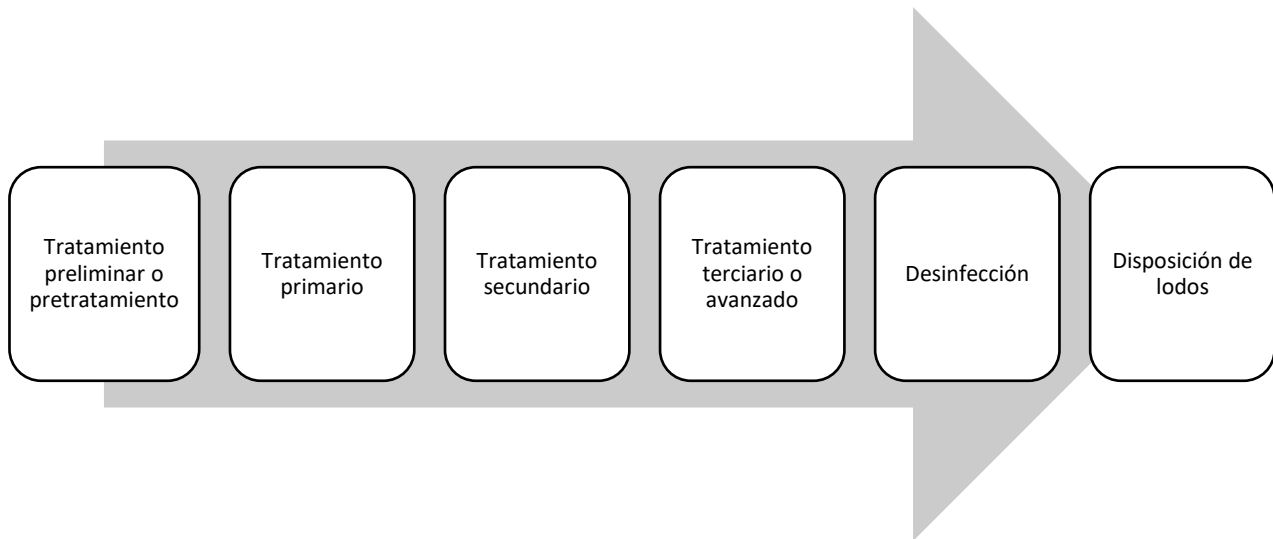 Tratamiento
preliminar o
pretratamiento
Tratamiento
primario
Tratamiento
secundario
Tratamiento
terciario o
avanzado
Desinfección
Disposición de
lodos